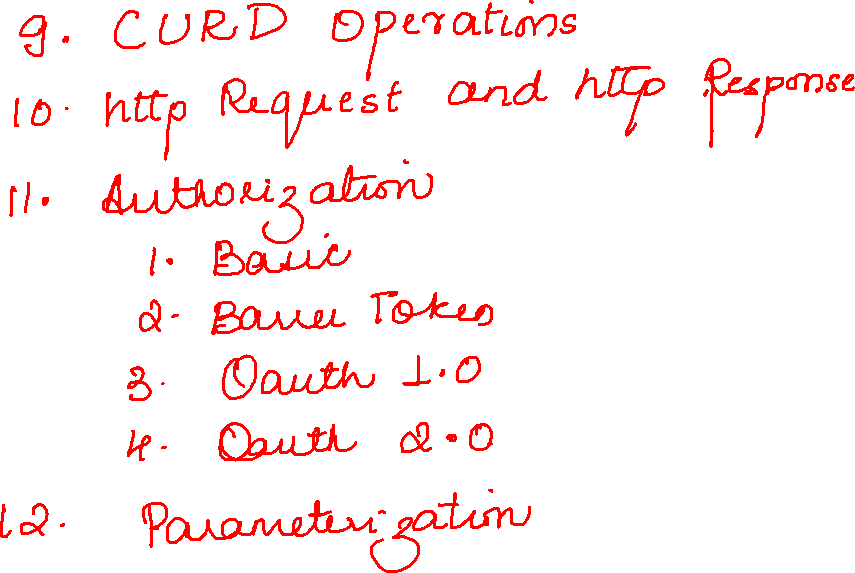 9. CURD Operations
10. http Request and http Response
11. Authorization
1. Basic
2. Barrer Token
3. Oauth 1.0
4. Oauth 2.0
12. Parameterization